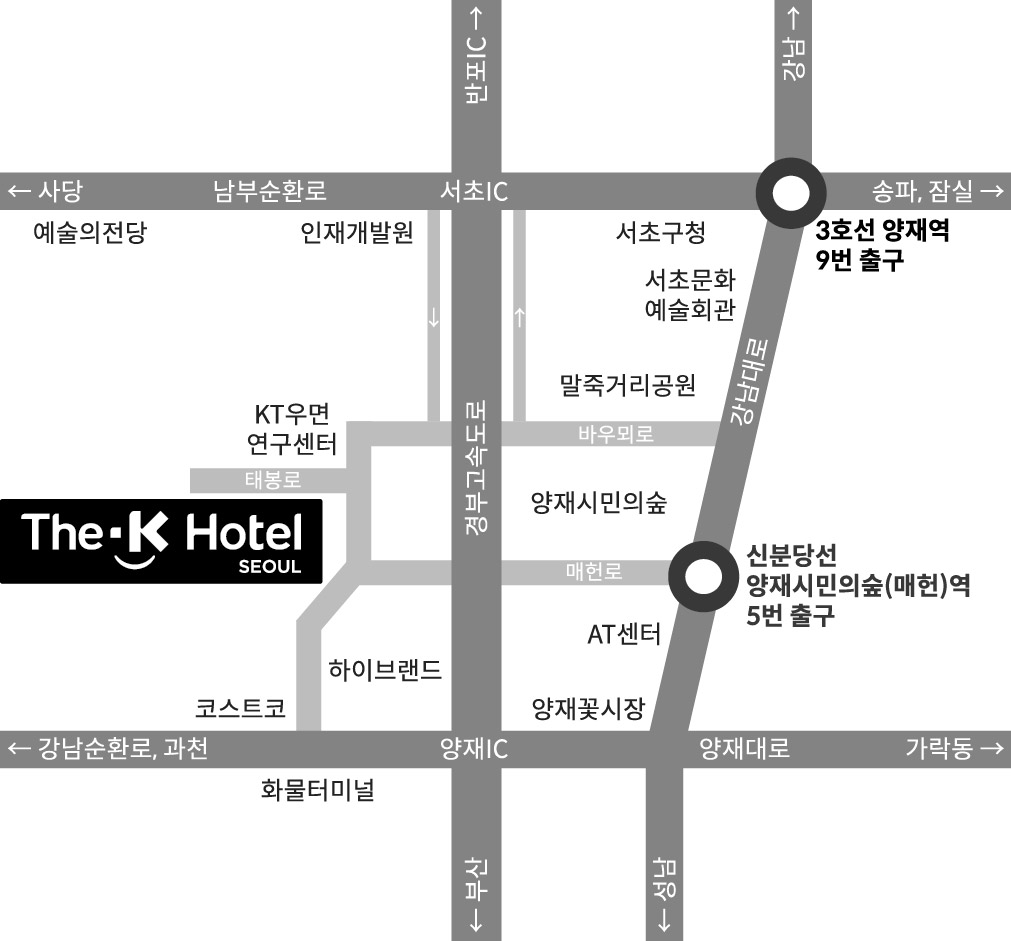 반포IC →
강남 →
← 사당
남부순환로
서초IC
송파, 잠실 →
예술의전당
인재개발원
서초구청
3호선 양재역
9번 출구
서초문화
예술회관
←
→
강남대로
말죽거리공원
KT우면
연구센터
경부고속도로
바우뫼로
태봉로
양재시민의숲
The K Hotel
SEOUL
매헌로
신분당선
양재시민의숲(매헌)역
5번 출구
AT센터
하이브랜드
코스트코
양재꽃시장
← 강남순환로, 과천
양재IC
양재대로
가락동 →
화물터미널
← 부산
← 성남